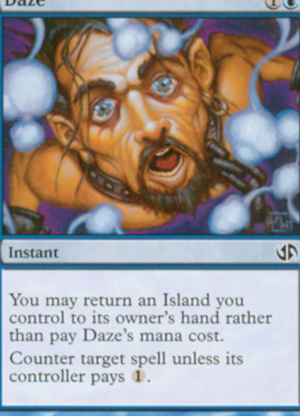 Daze 1
Instant
You may return an Island you
control to its owner's hand rather
than pay Daze's mana cost.
Counter target spell unless its
controller pays 1.